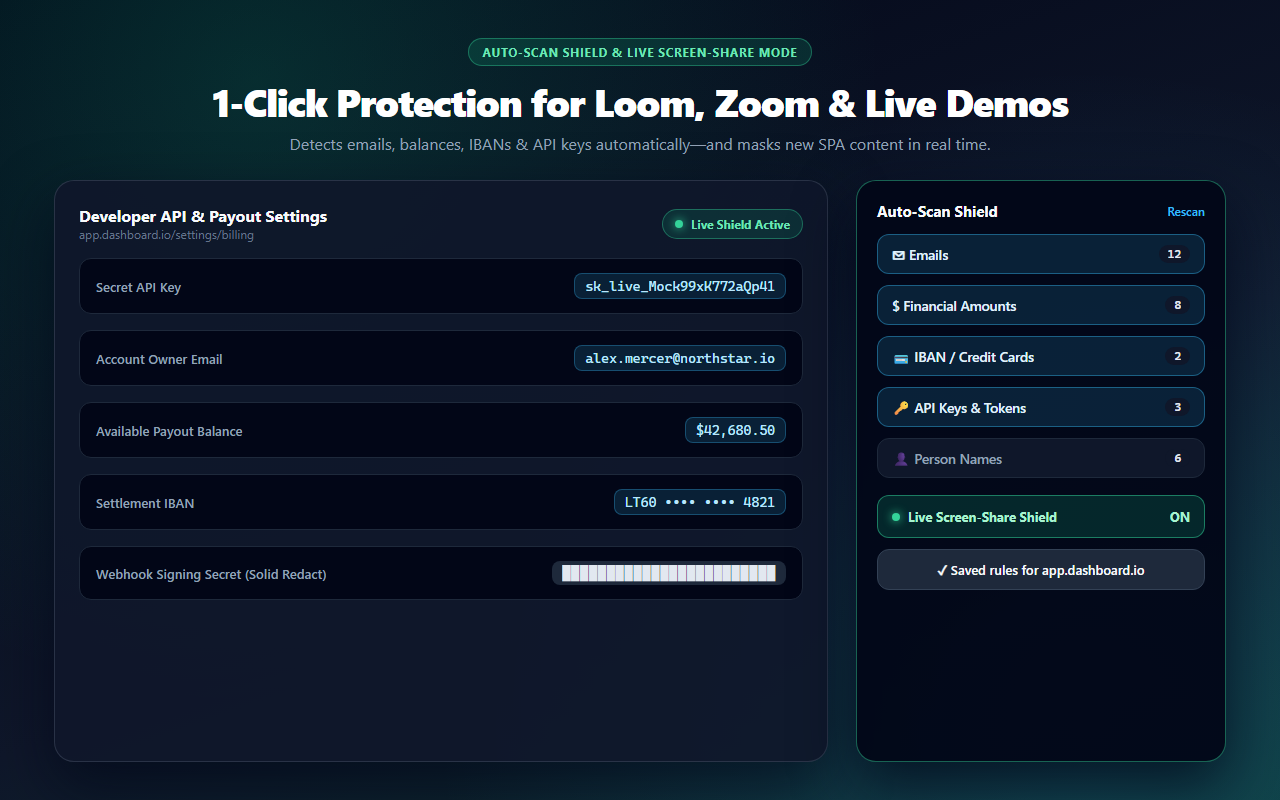 AUTO-SCAN SHIELD & LIVE SCREEN-SHARE MODE
1-Click Protection for Loom, Zoom & Live Demos
Detects emails, balances, IBANs & API keys automatically—and masks new SPA content in real time.
Developer API & Payout Settings
app.dashboard.io/settings/billing
Live Shield Active
Secret API Key
sk_live_Mock99xK772aQp41
Account Owner Email
alex.mercer@northstar.io
Available Payout Balance
$42,680.50
Settlement IBAN
LT60 •••• •••• 4821
Webhook Signing Secret (Solid Redact)
Auto-Scan Shield
Rescan
Emails
12
$ Financial Amounts
8
IBAN / Credit Cards
2
API Keys & Tokens
3
Person Names
6
Live Screen-Share Shield
ON
✓ Saved rules for app.dashboard.io